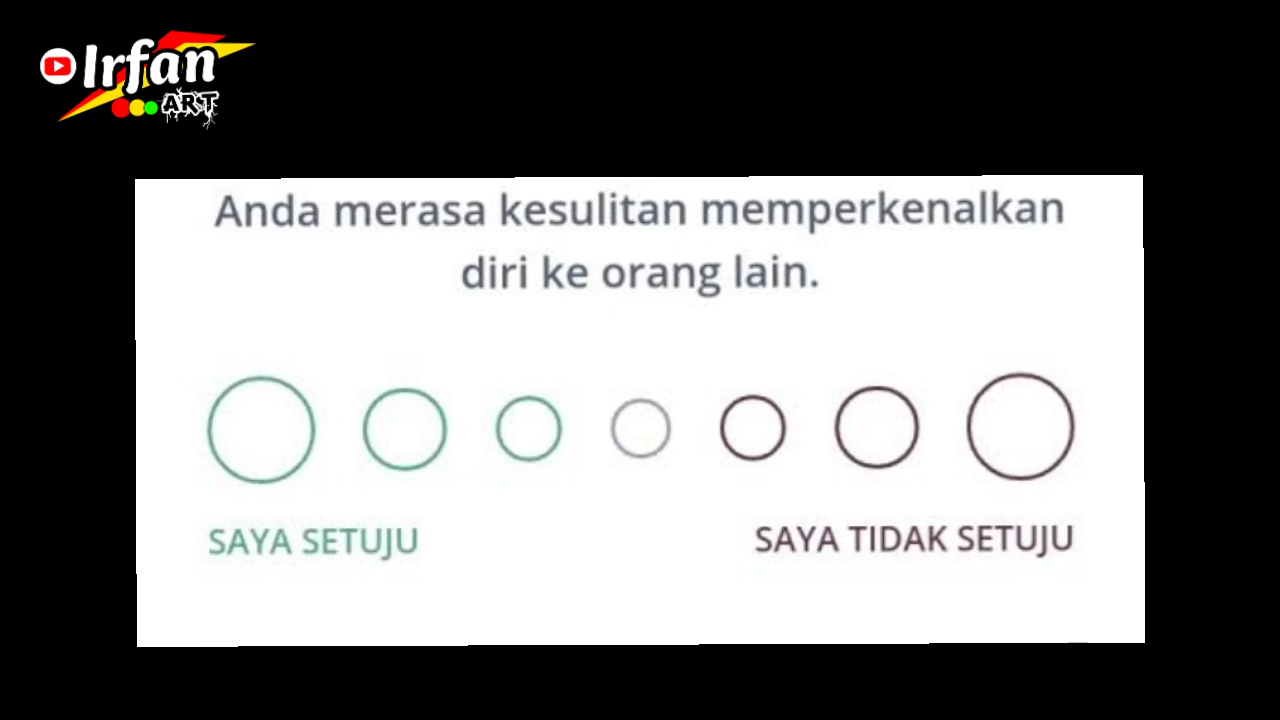 Irfan
ART
Anda merasa kesulitan memperkenalkan
diri ke orang lain.
SAYA SETUJU
SAYA TIDAK SETUJU